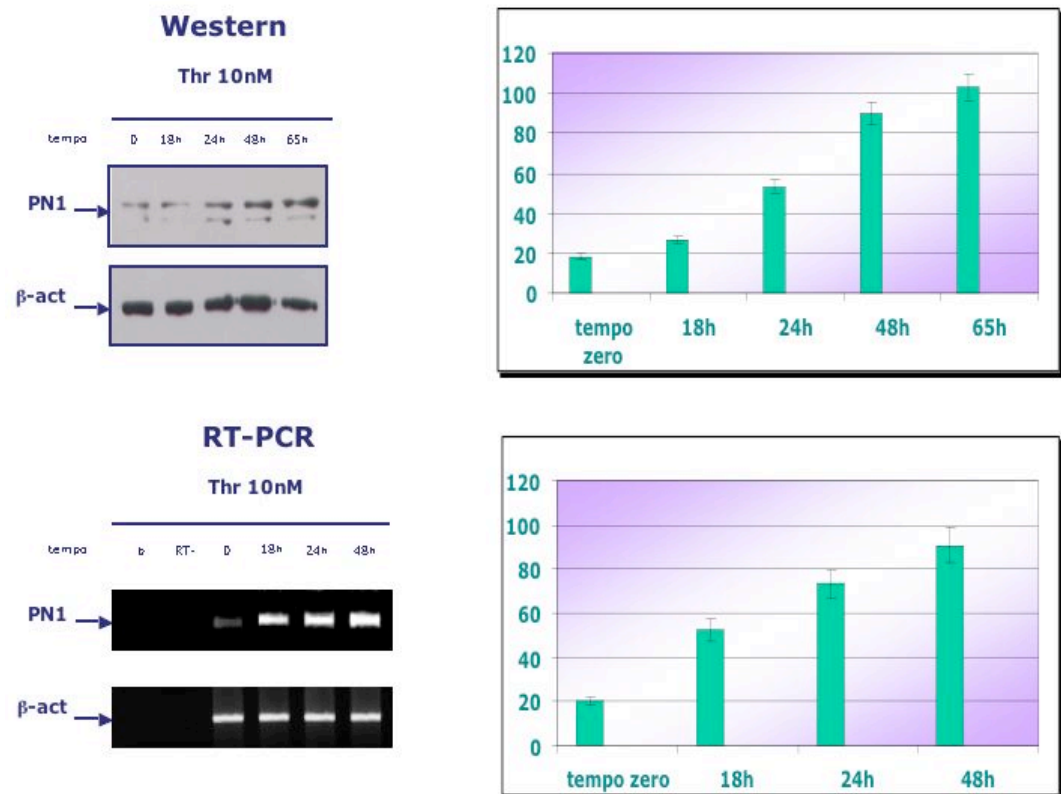 Western
Thr 10nM
tempo 0 18h 24h 48h 65h
PN1
β-act
120
100
80
60
40
20
0
tempo zero 18h 24h 48h 65h
RT-PCR
Thr 10nM
tempo b RT- 0 18h 24h 48h
PN1
β-act
120
100
80
60
40
20
0
tempo zero 18h 24h 48h